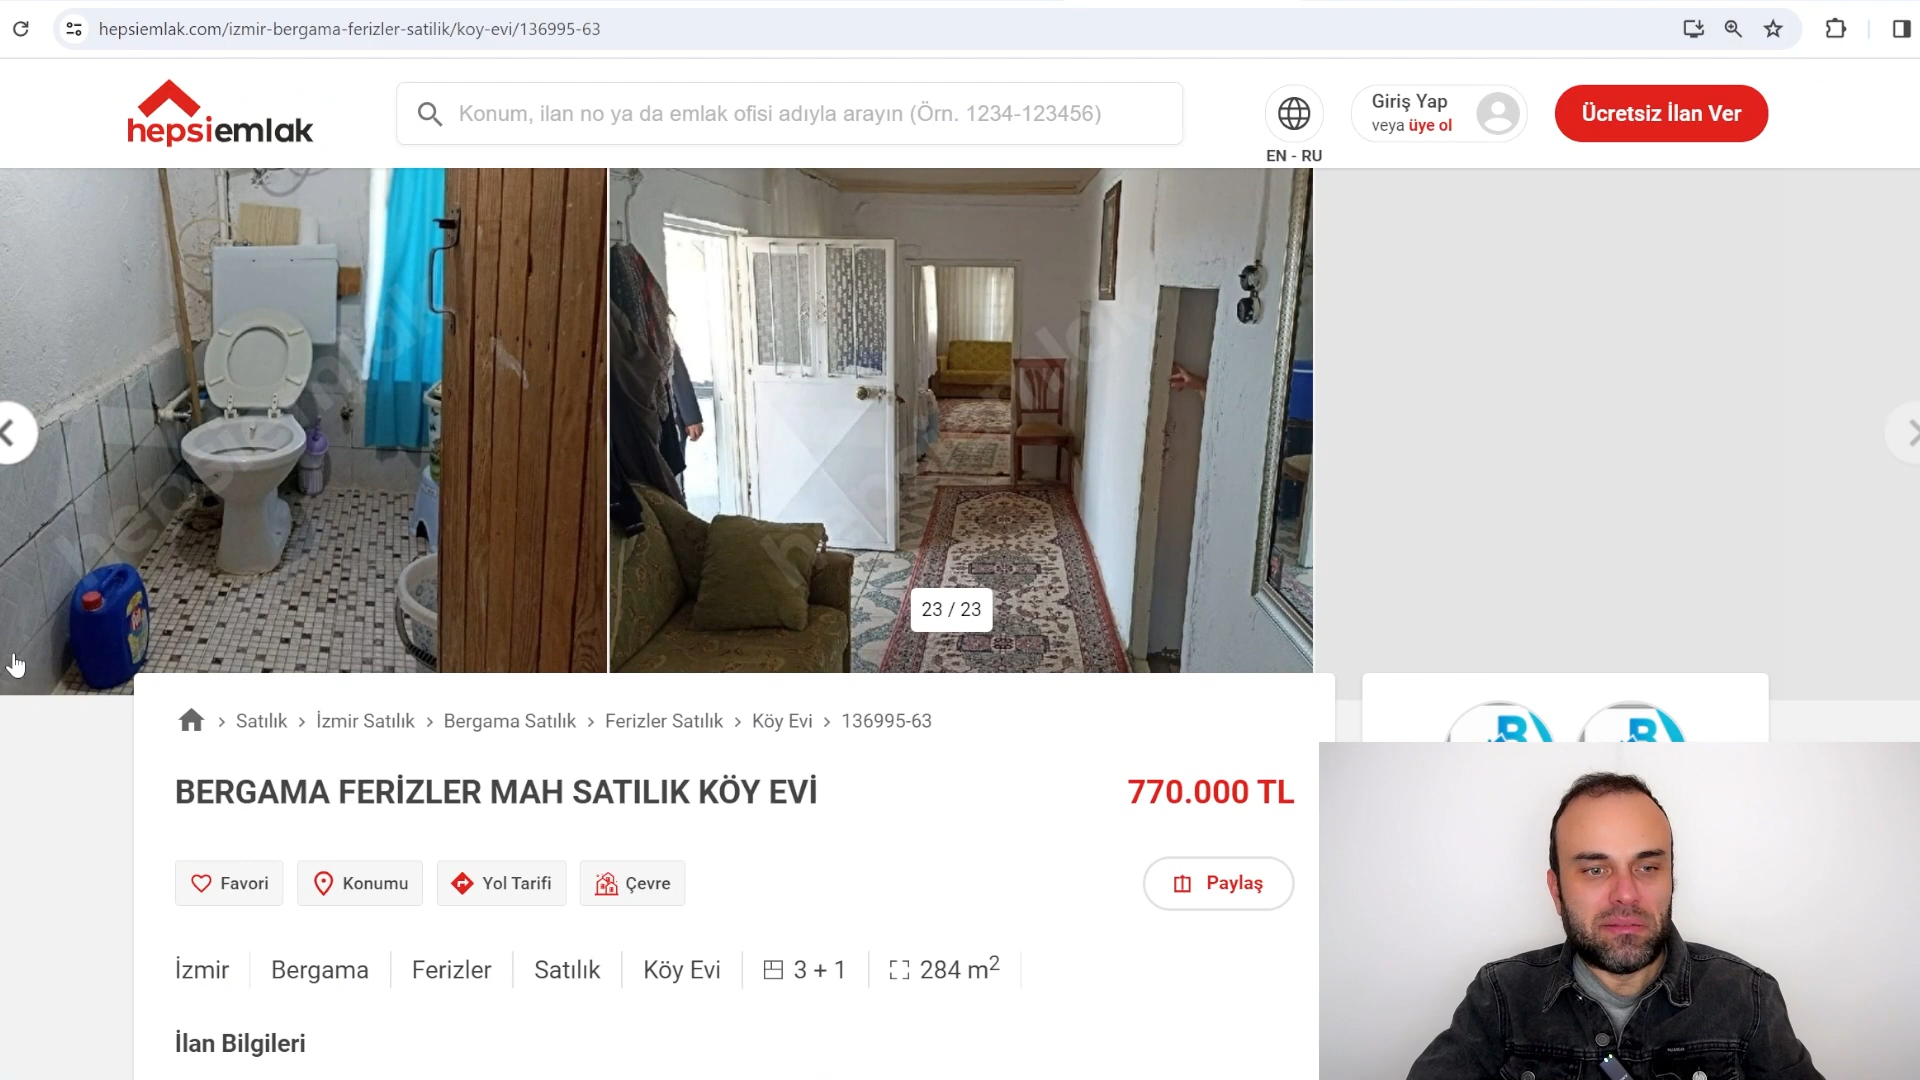 hepsiemlak.com/izmir-bergama-ferizler-satilik/koy-evi/136995-63
hepsiemlak
Konum, ilan no ya da emlak ofisi adıyla arayın (Örn. 1234-123456)
EN - RU
Giriş Yap
veya üye ol
Ücretsiz İlan Ver
hepsiemlak
hepsiemlak
23 / 23
Satılık > İzmir Satılık > Bergama Satılık > Ferizler Satılık > Köy Evi > 136995-63
BERGAMA FERİZLER MAH SATILIK KÖY EVİ
770.000 TL
Favori
Konumu
Yol Tarifi
Çevre
Paylaş
İzmir
Bergama
Ferizler
Satılık
Köy Evi
3 + 1
284 m²
İlan Bilgileri